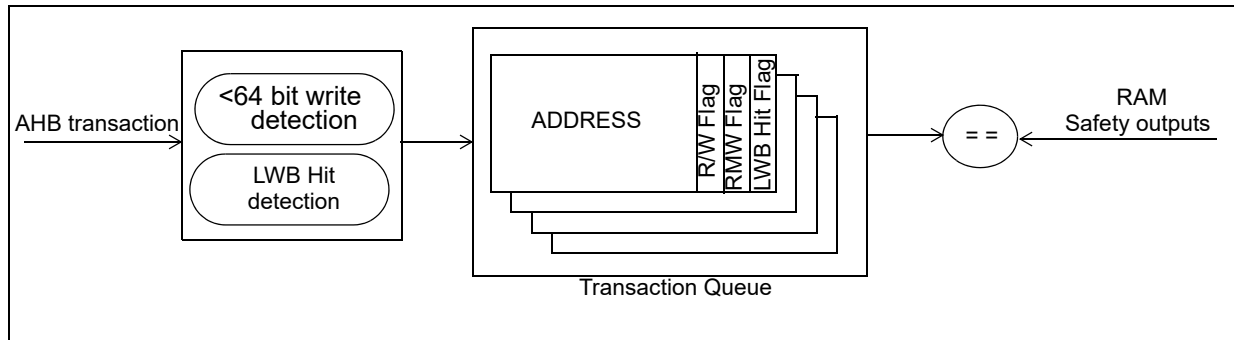 AHB transaction
<64 bit write
detection
LWB Hit
detection
ADDRESS
R/W Flag
RMW Flag
LWB Hit Flag
Transaction Queue
= =
RAM
Safety outputs